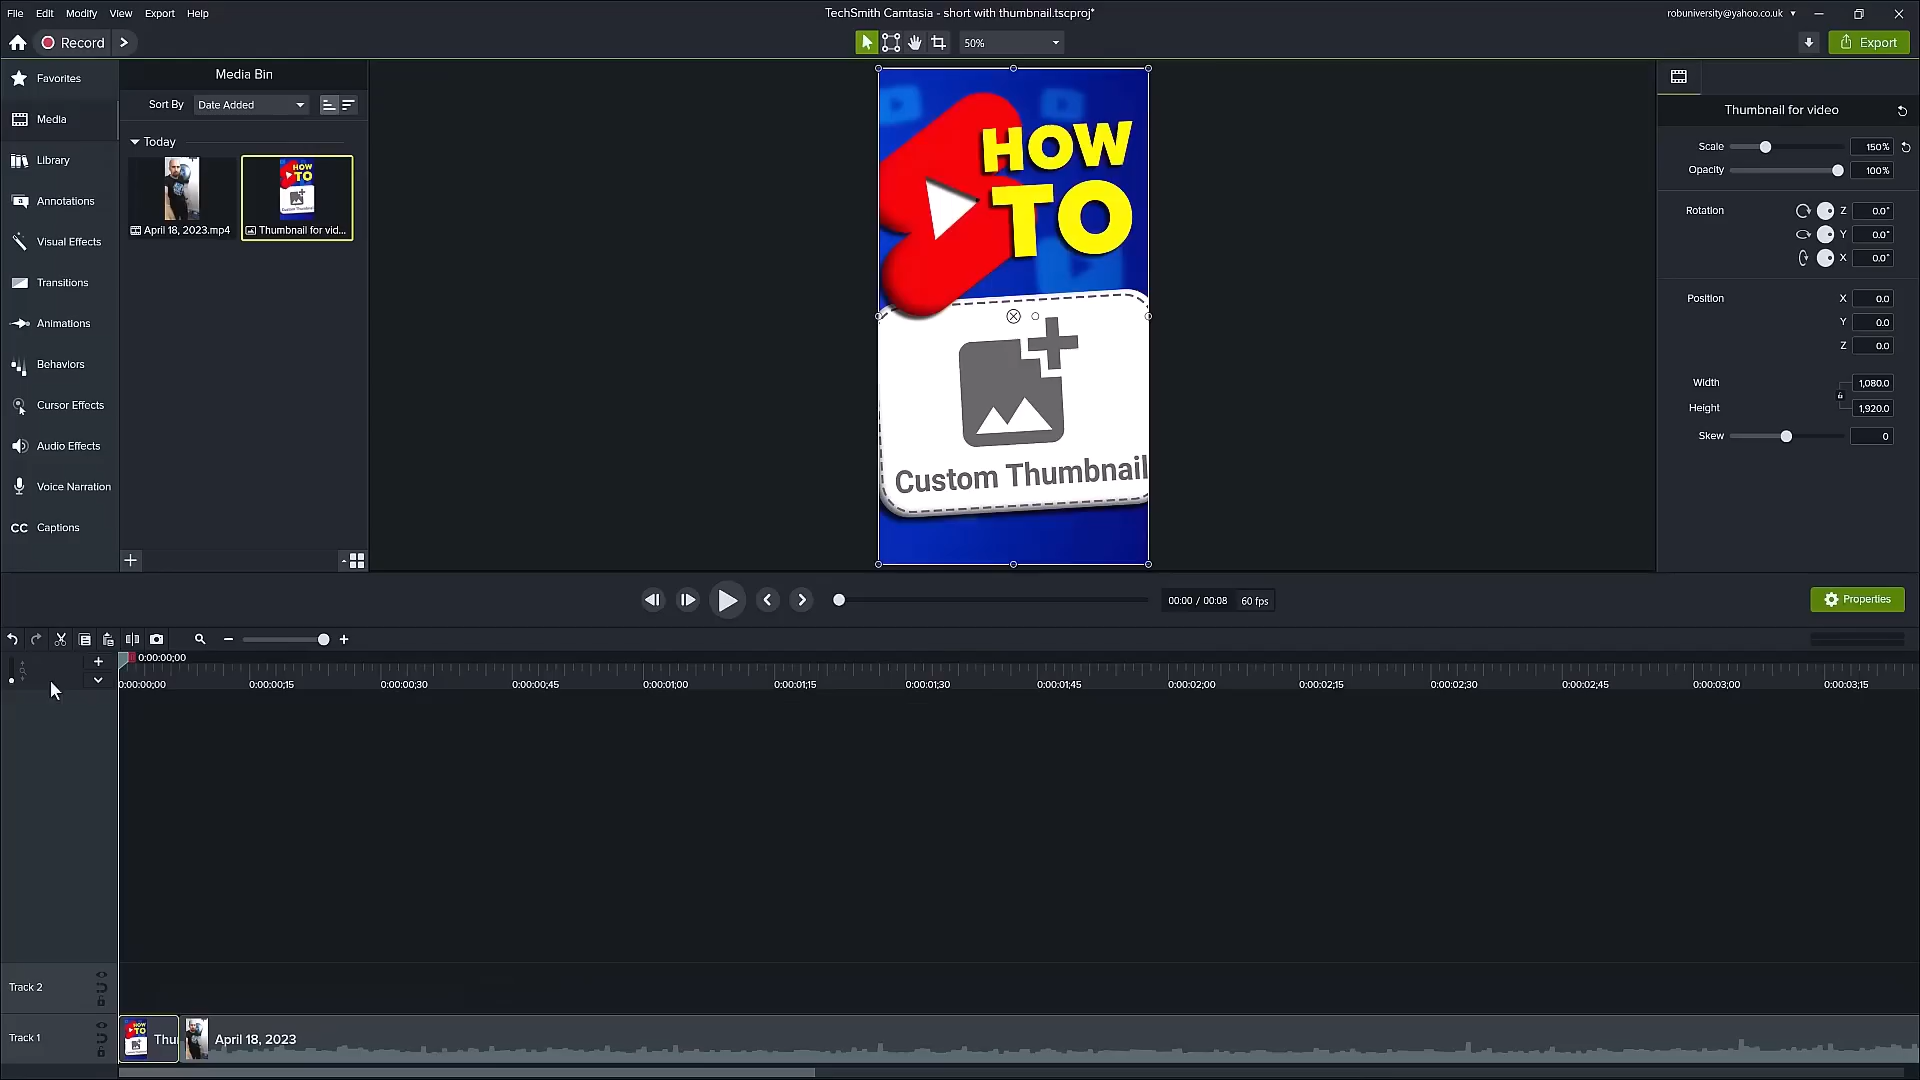 File Edit Modify View Export Help
TechSmith Camtasia - short with thumbnail.tscproj*
robuniversity@yahoo.co.uk
Record
50%
Export
Favorites
Media
Library
Annotations
Visual Effects
Transitions
Animations
Behaviors
Cursor Effects
Audio Effects
Voice Narration
CC Captions
Media Bin
Sort By Date Added
Today
April 18, 2023.mp4
Thumbnail for vid...
HOW
TO
Custom Thumbnail
Thumbnail for video
Scale 150%
Opacity 100%
Rotation Z 0.0°
Y 0.0°
X 0.0°
Position X 0.0
Y 0.0
Z 0.0
Width 1,080.0
Height 1,920.0
Skew 0
00:00 / 00:08 60 fps
Properties
0:00:00;00
0:00:00;00 0:00:00;15 0:00:00;30 0:00:00;45 0:00:01;00 0:00:01;15 0:00:01;30 0:00:01;45 0:00:02;00 0:00:02;15 0:00:02;30 0:00:02;45 0:00:03;00 0:00:03;15
Track 2
Track 1
HOW
TO
Thu
April 18, 2023